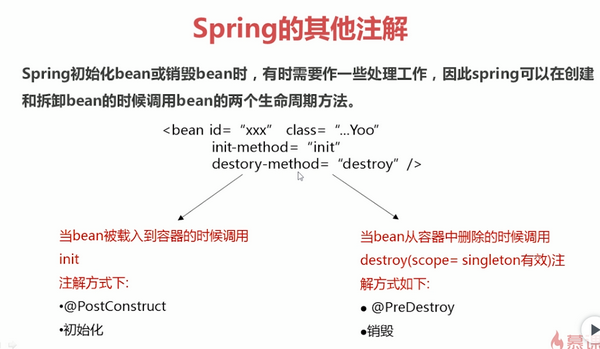 Spring的其他注解
Spring初始化bean或销毁bean时，有时需要作一些处理工作，因此spring可以在创建
和拆卸bean的时候调用bean的两个生命周期方法。
<bean id=“xxx” class=“...Yoo”
init-method=“init”
destory-method=“destroy”/>
当bean被载入到容器的时候调用
init
注解方式下:
•@PostConstruct
•初始化
当bean从容器中删除的时候调用
destroy(scope= singleton有效)注
解方式如下:
● @PreDestroy
●销毁
慕课